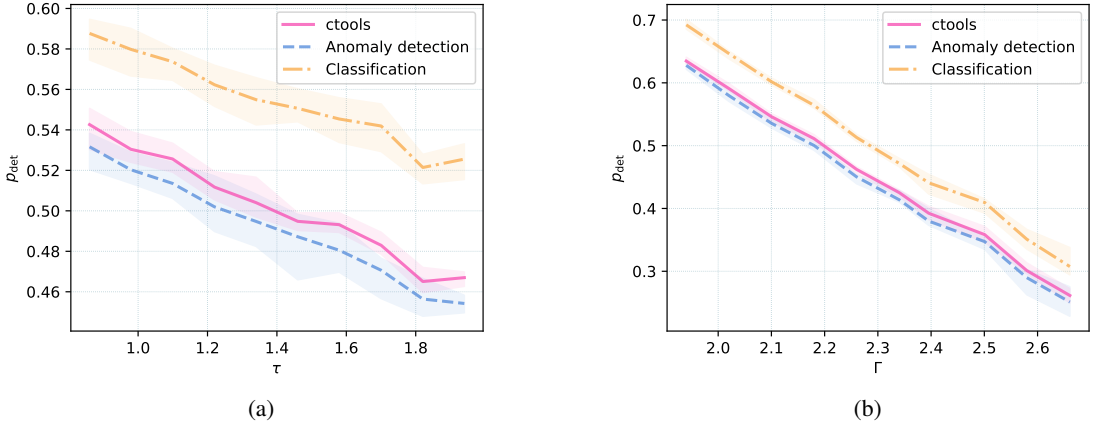 0.60
0.58
0.56
0.54
0.52
0.50
0.48
0.46
p_det
1.0 1.2 1.4 1.6 1.8
τ
ctools
Anomaly detection
Classification
(a)
0.7
0.6
0.5
0.4
0.3
p_det
2.0 2.1 2.2 2.3 2.4 2.5 2.6
Γ
ctools
Anomaly detection
Classification
(b)